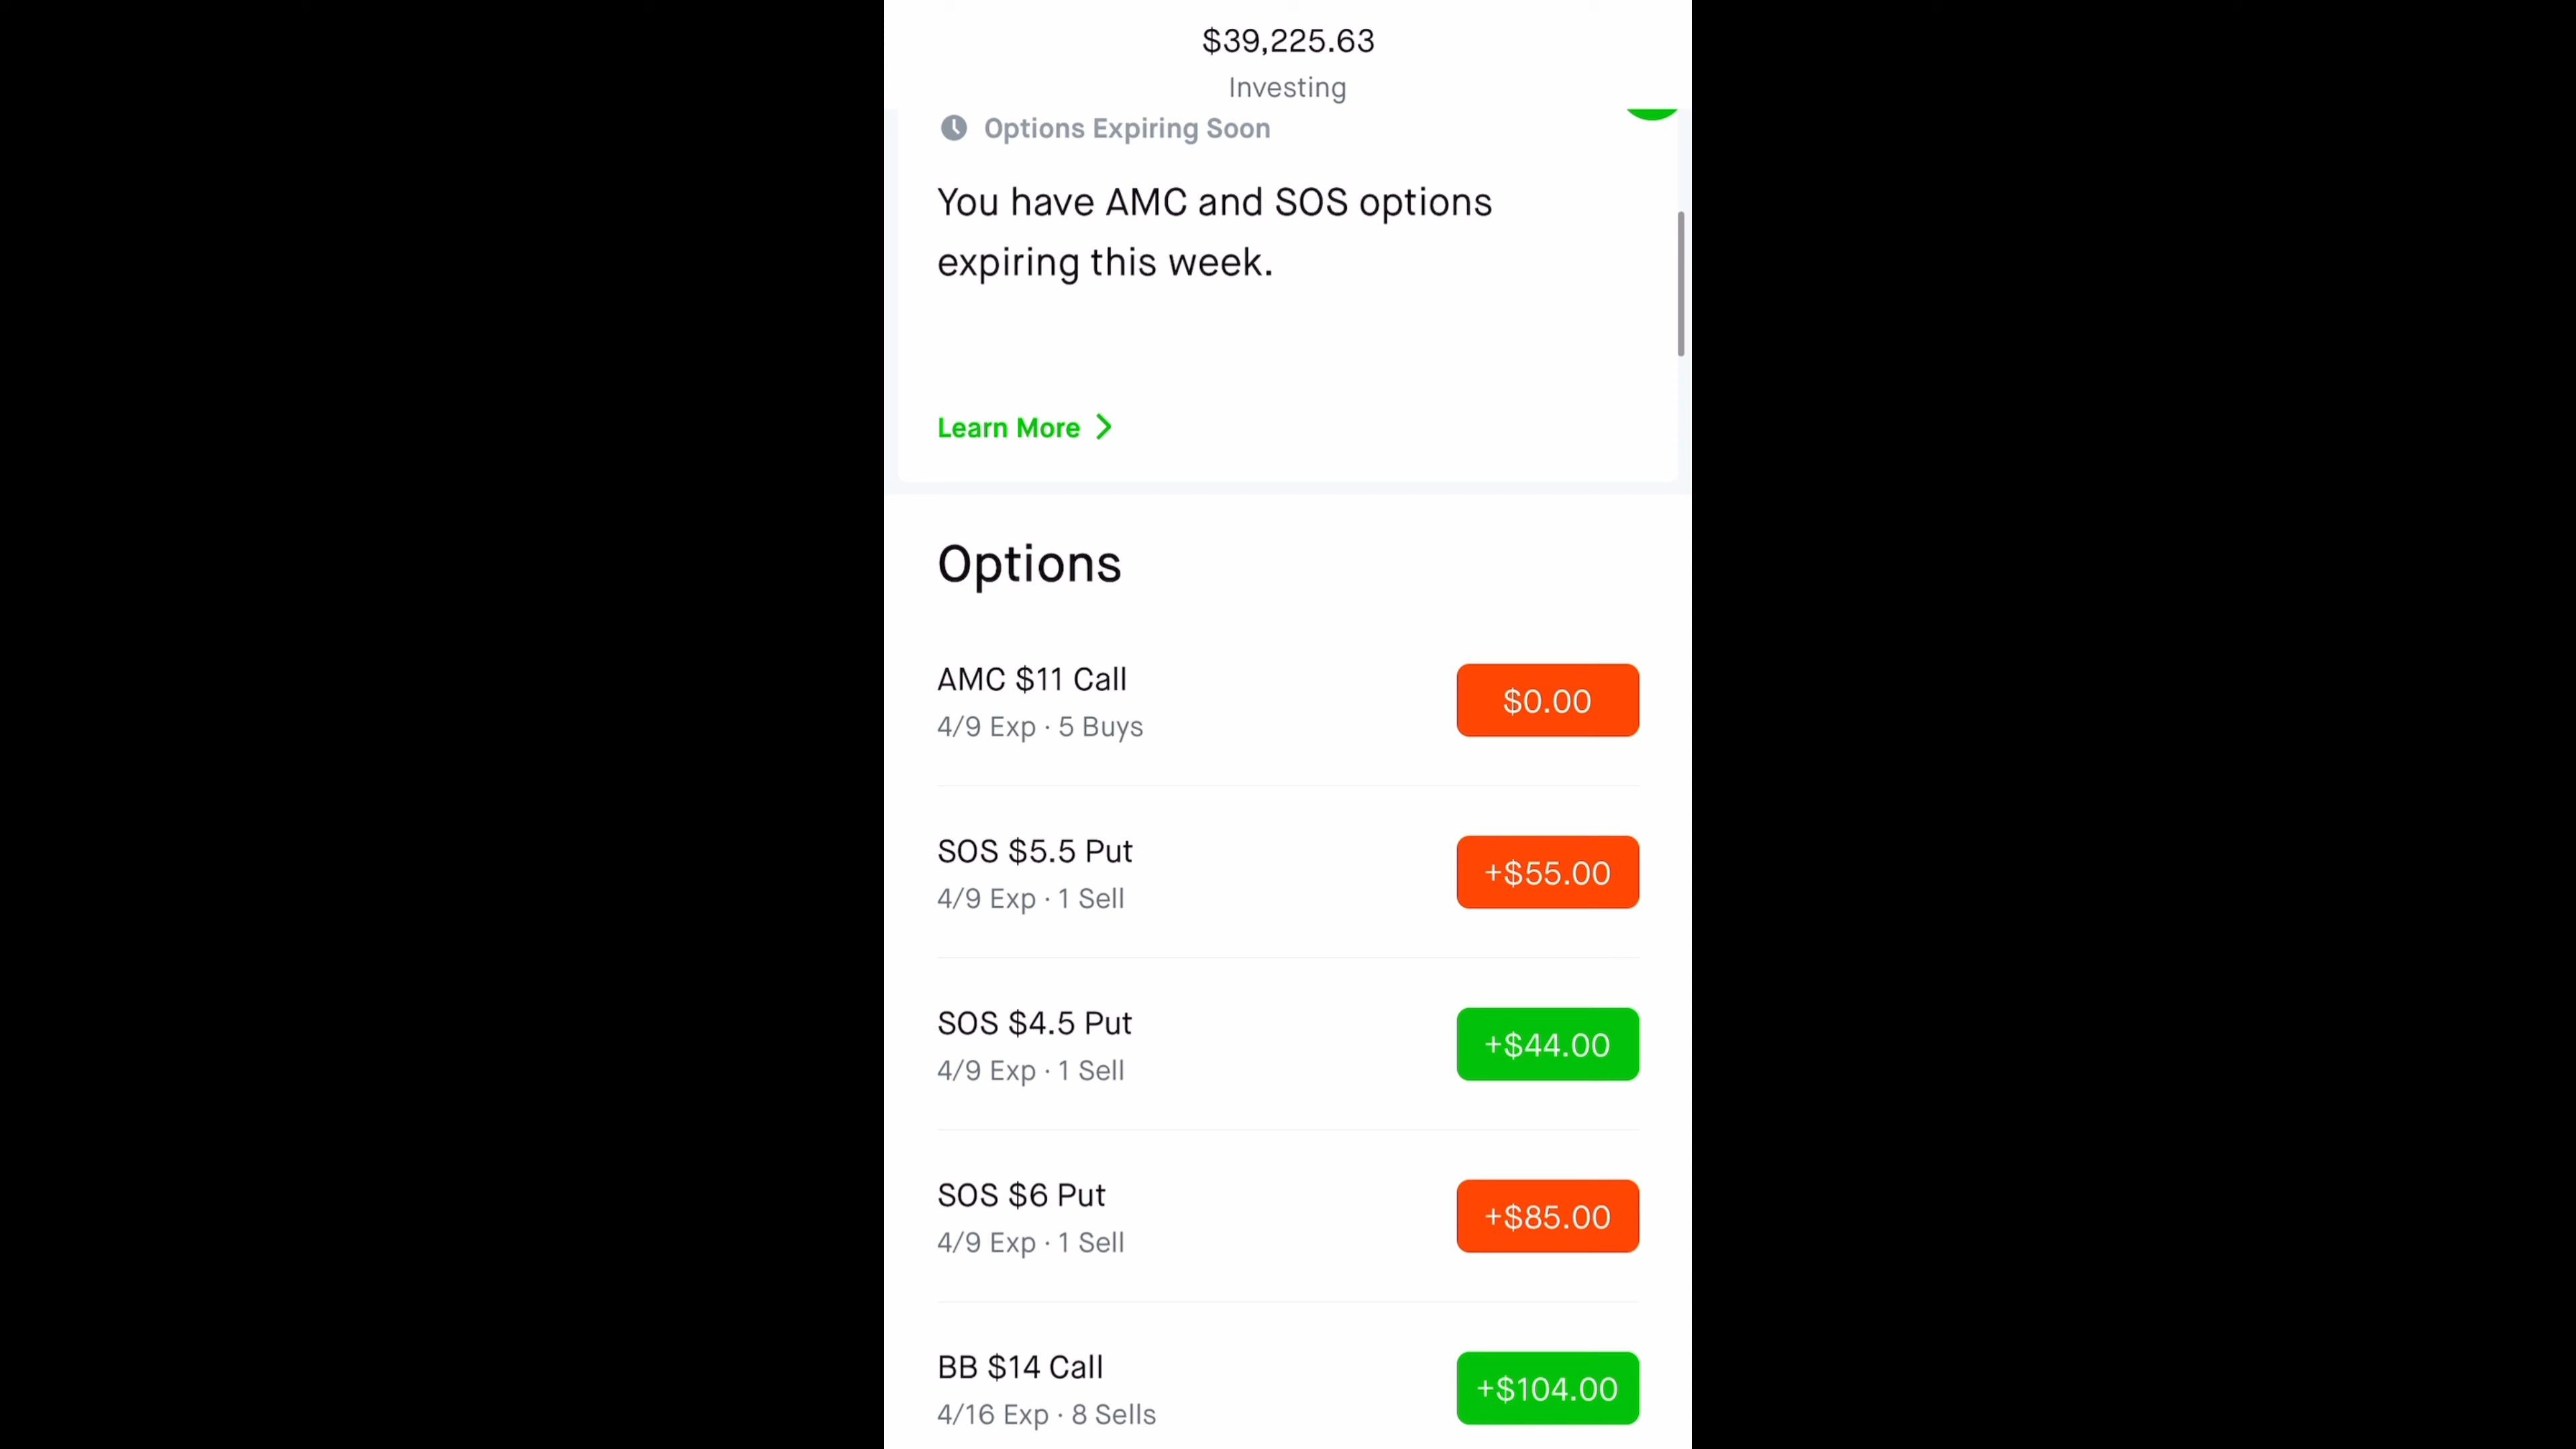 $39,225.63
Investing
Options Expiring Soon
You have AMC and SOS options
expiring this week.
Learn More
Options
AMC $11 Call
4/9 Exp · 5 Buys
$0.00
SOS $5.5 Put
4/9 Exp · 1 Sell
+$55.00
SOS $4.5 Put
4/9 Exp · 1 Sell
+$44.00
SOS $6 Put
4/9 Exp · 1 Sell
+$85.00
BB $14 Call
4/16 Exp · 8 Sells
+$104.00